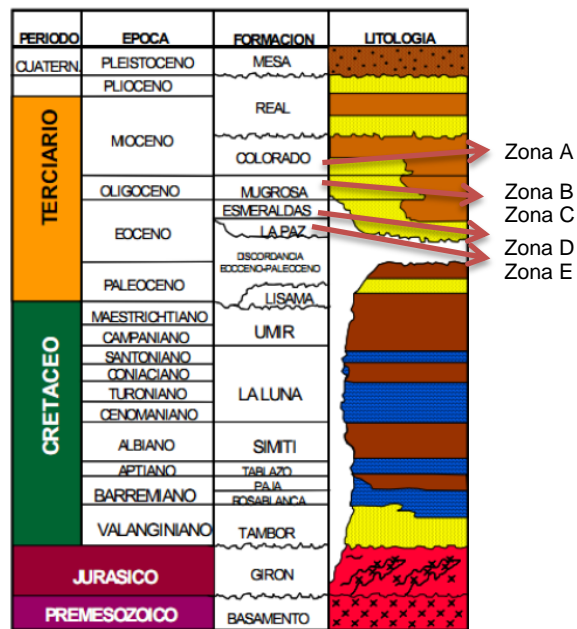 PERIODO EPOCA FORMACION LITOLOGIA
CUATERN. PLEISTOCENO MESA
PLIOCENO
REAL
MIOCENO
COLORADO
Zona A
TERCIARIO
OLIGOCENO MUGROSA
Zona B
ESMERALDAS
Zona C
EOCENO
LA PAZ
Zona D
DISCORDANCIA
EOCCENO-PALEOCENO
Zona E
PALEOCENO
LISAMA
MAESTRICHTIANO
UMIR
CAMPANIANO
SANTONIANO
CONIACIANO
CRETACEO
TURONIANO
LA LUNA
CENOMANIANO
ALBIANO SIMITI
APTIANO TABLAZO
PAJA
BARREMIANO
ROSABLANCA
VALANGINIANO TAMBOR
JURASICO GIRON
PREMESOZOICO BASAMENTO